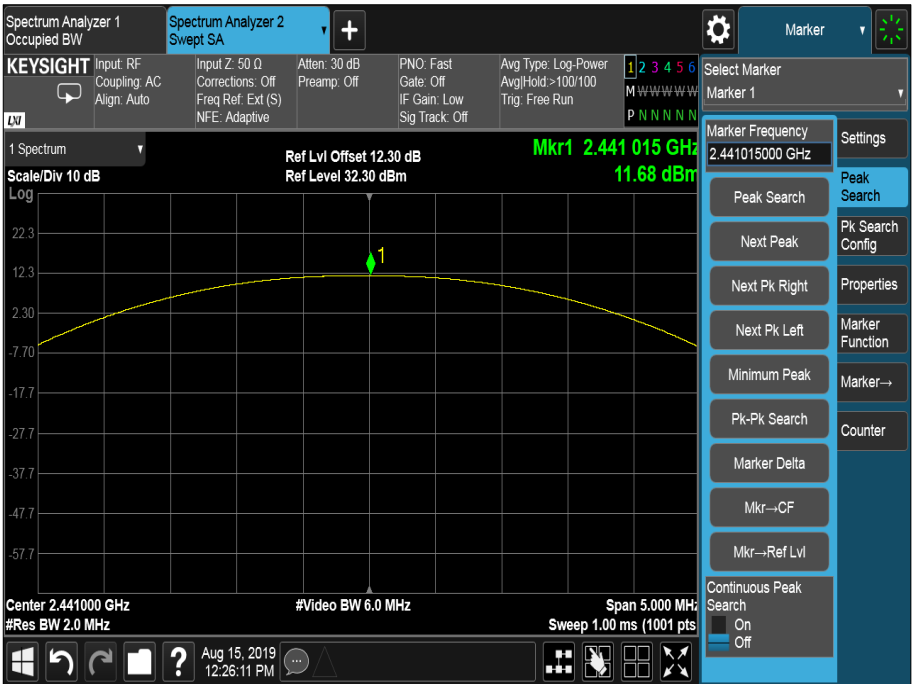 Spectrum Analyzer 1
Occupied BW
Spectrum Analyzer 2
Swept SA
Marker
KEYSIGHT
LXI
Input: RF
Coupling: AC
Align: Auto
Input Z: 50 Ω
Corrections: Off
Freq Ref: Ext (S)
NFE: Adaptive
Atten: 30 dB
Preamp: Off
PNO: Fast
Gate: Off
IF Gain: Low
Sig Track: Off
Avg Type: Log-Power
Avg|Hold:>100/100
Trig: Free Run
1 2 3 4 5 6
M W W W W W
P N N N N N
Select Marker
Marker 1
1 Spectrum
Scale/Div 10 dB
Log
Ref Lvl Offset 12.30 dB
Ref Level 32.30 dBm
Mkr1 2.441 015 GHz
11.68 dBm
1
22.3
12.3
2.30
-7.70
-17.7
-27.7
-37.7
-47.7
-57.7
Center 2.441000 GHz
#Res BW 2.0 MHz
#Video BW 6.0 MHz
Span 5.000 MHz
Sweep 1.00 ms (1001 pts
Marker Frequency
2.441015000 GHz
Peak Search
Next Peak
Next Pk Right
Next Pk Left
Minimum Peak
Pk-Pk Search
Marker Delta
Mkr→CF
Mkr→Ref Lvl
Continuous Peak
Search
On
Off
Settings
Peak
Search
Pk Search
Config
Properties
Marker
Function
Marker→
Counter
Aug 15, 2019
12:26:11 PM